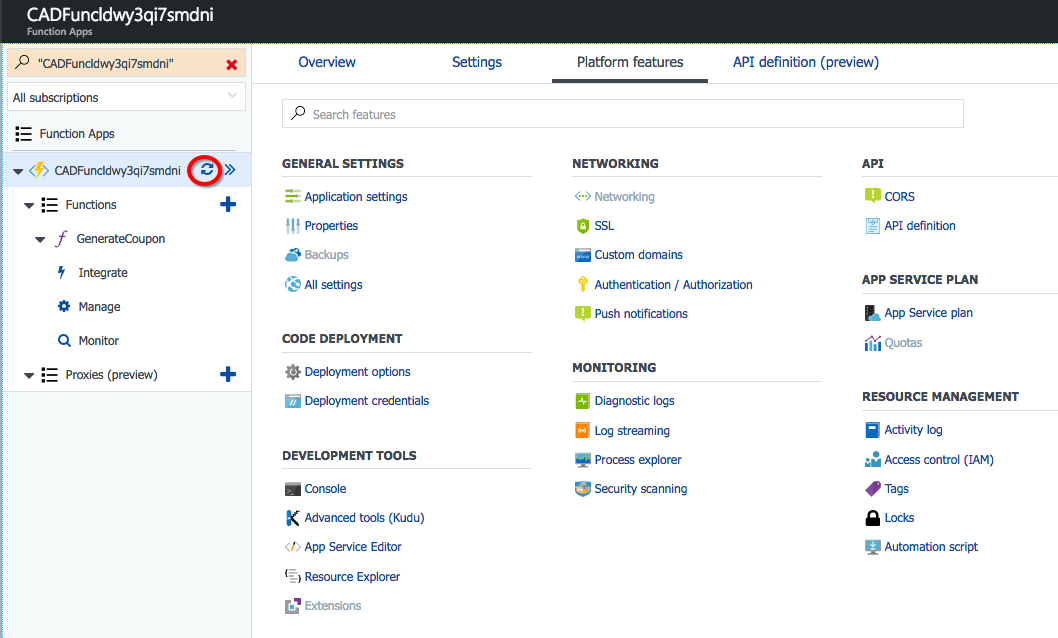 CADFuncldwy3qi7smdni
Function Apps
"CADFuncldwy3qi7smdni"
All subscriptions
Function Apps
CADFuncldwy3qi7smdni
Functions
GenerateCoupon
Integrate
Manage
Monitor
Proxies (preview)
Overview
Settings
Platform features
API definition (preview)
Search features
GENERAL SETTINGS
Application settings
Properties
Backups
All settings
CODE DEPLOYMENT
Deployment options
Deployment credentials
DEVELOPMENT TOOLS
Console
Advanced tools (Kudu)
App Service Editor
Resource Explorer
Extensions
NETWORKING
Networking
SSL
Custom domains
Authentication / Authorization
Push notifications
MONITORING
Diagnostic logs
Log streaming
Process explorer
Security scanning
API
CORS
API definition
APP SERVICE PLAN
App Service plan
Quotas
RESOURCE MANAGEMENT
Activity log
Access control (IAM)
Tags
Locks
Automation script